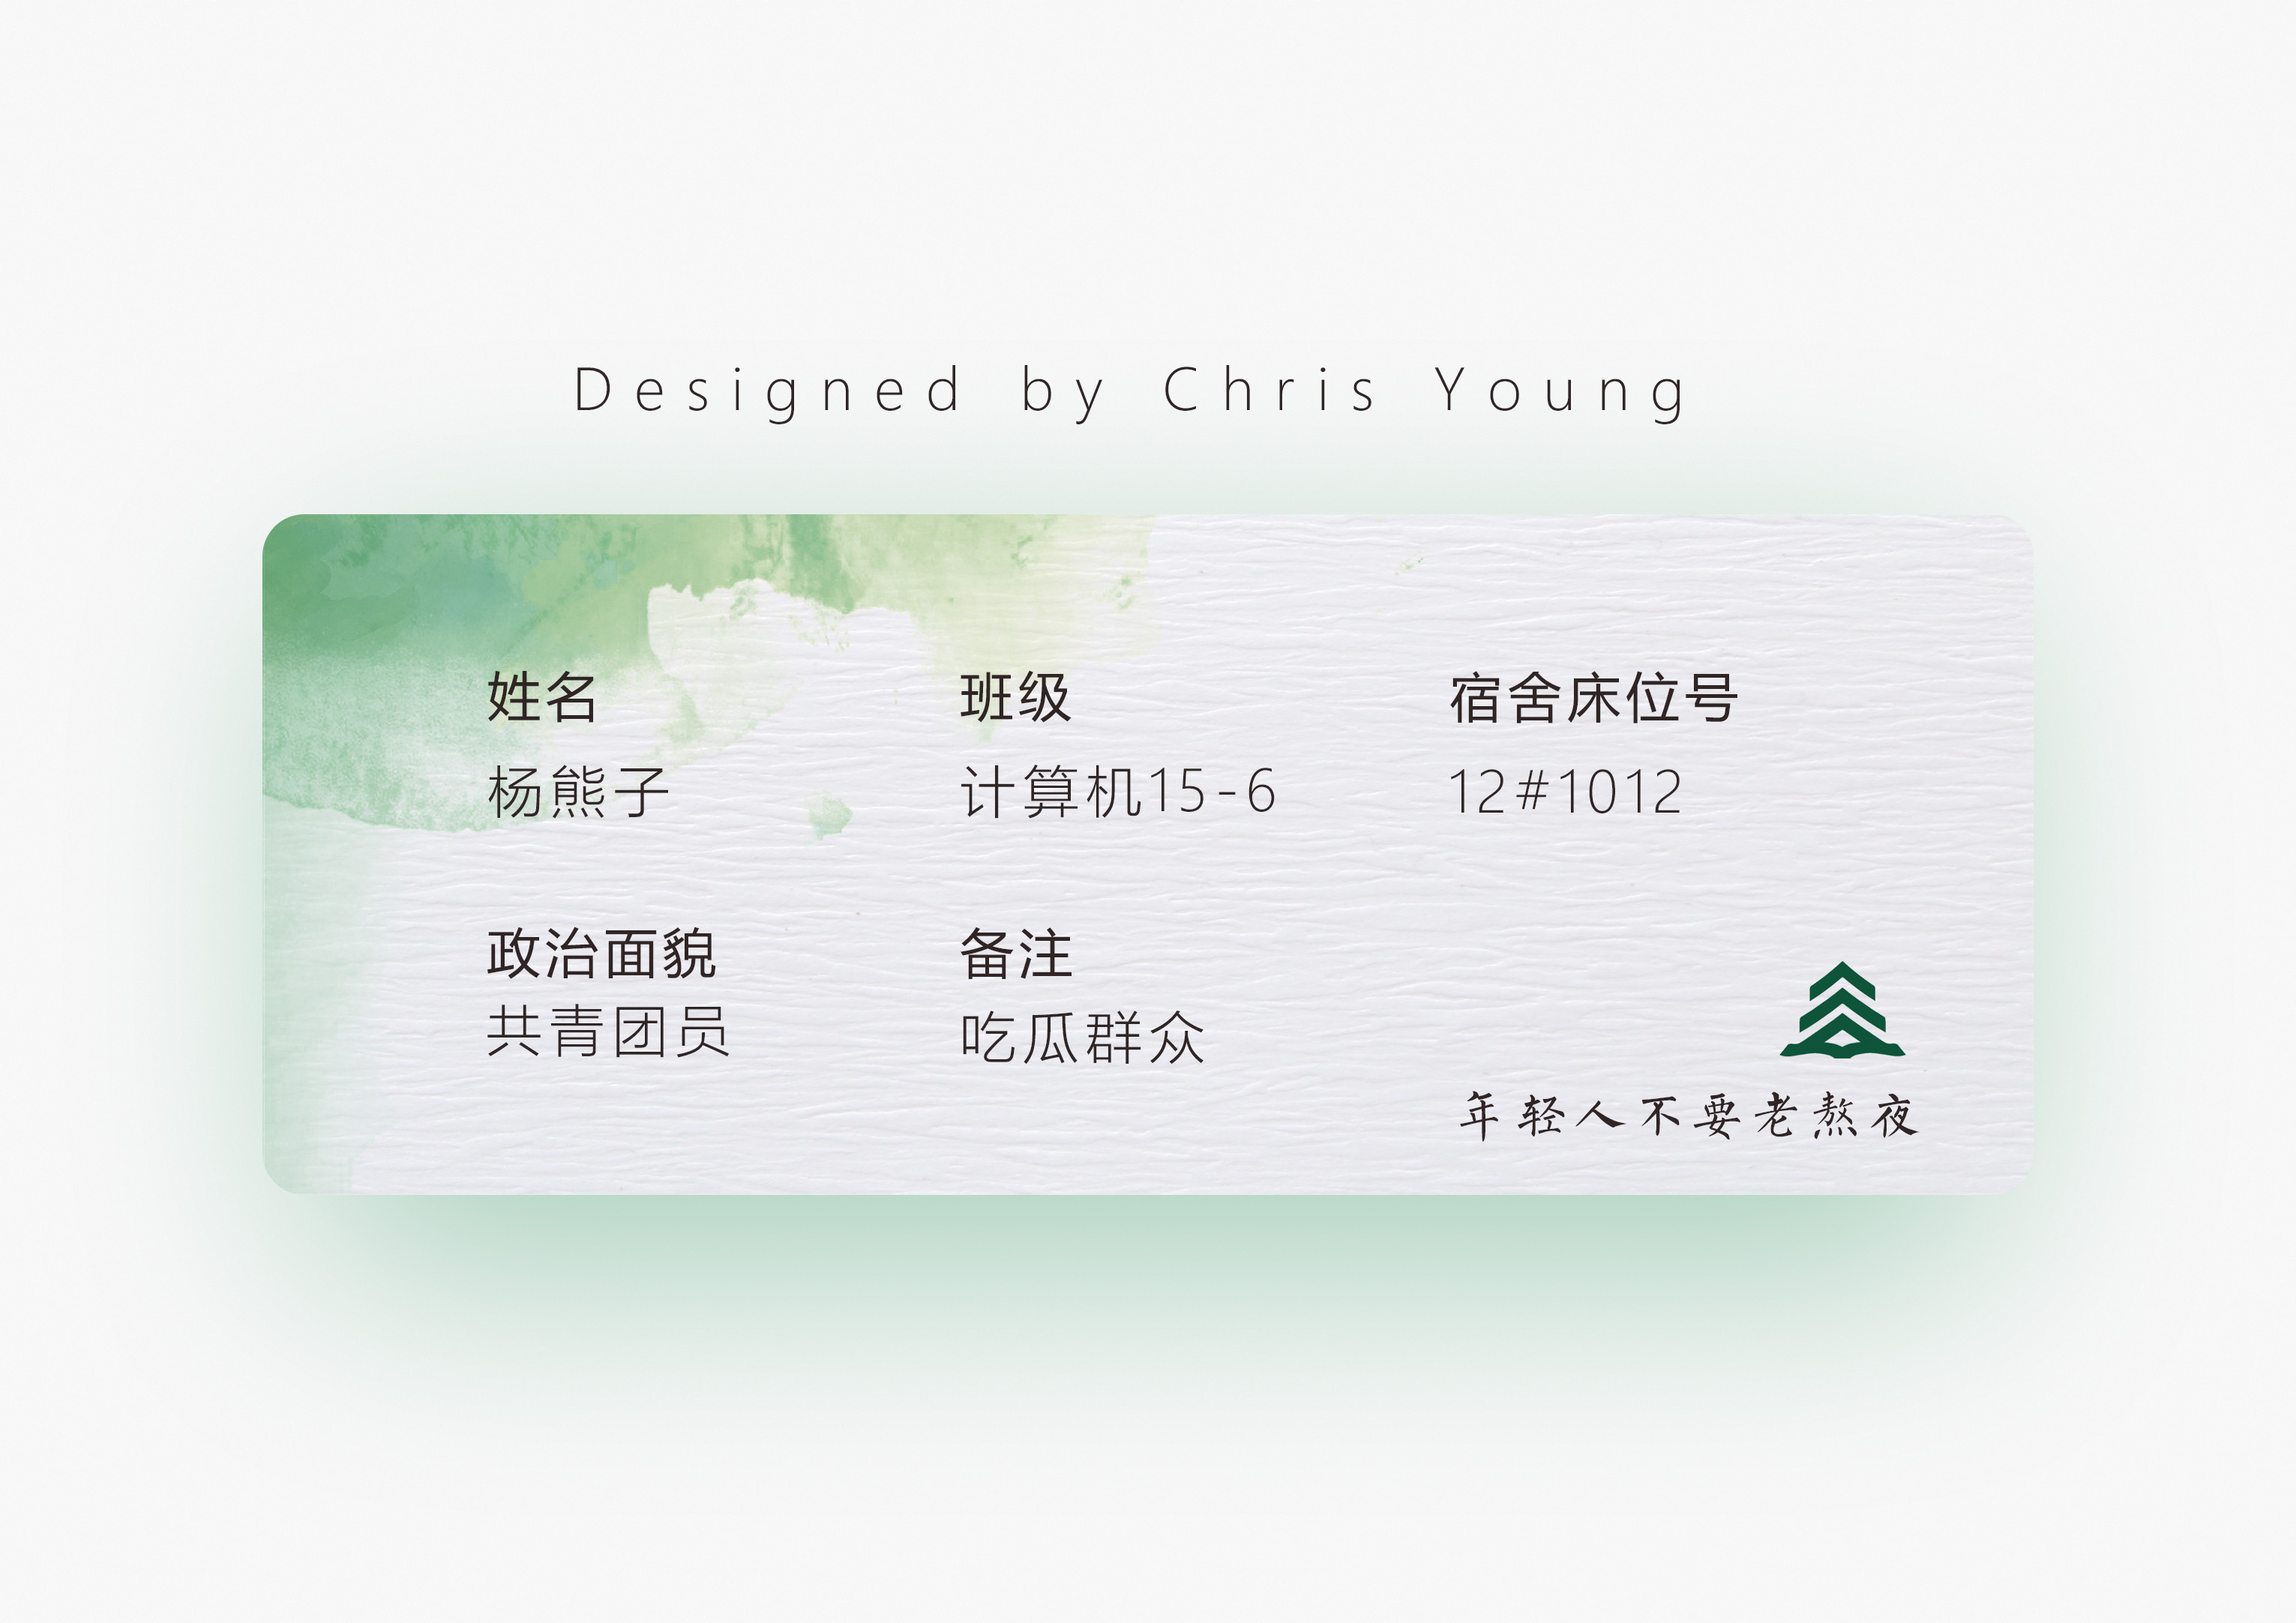 Designed by Chris Young
姓名 班级 宿舍床位号
杨熊子 计算机15-6 12#1012
政治面貌 备注
共青团员 吃瓜群众
年轻人不要老熬夜